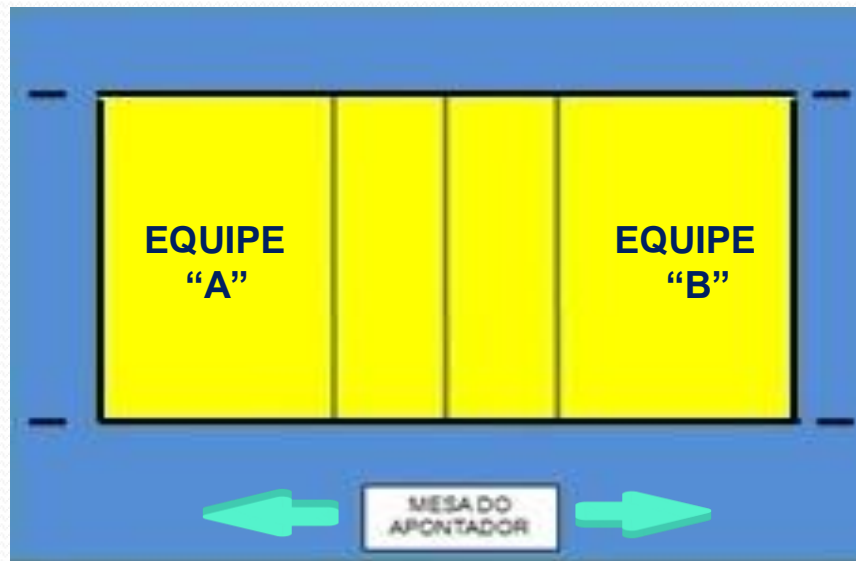 EQUIPE
“A”
EQUIPE
“B”
MESA DO
APONTADOR